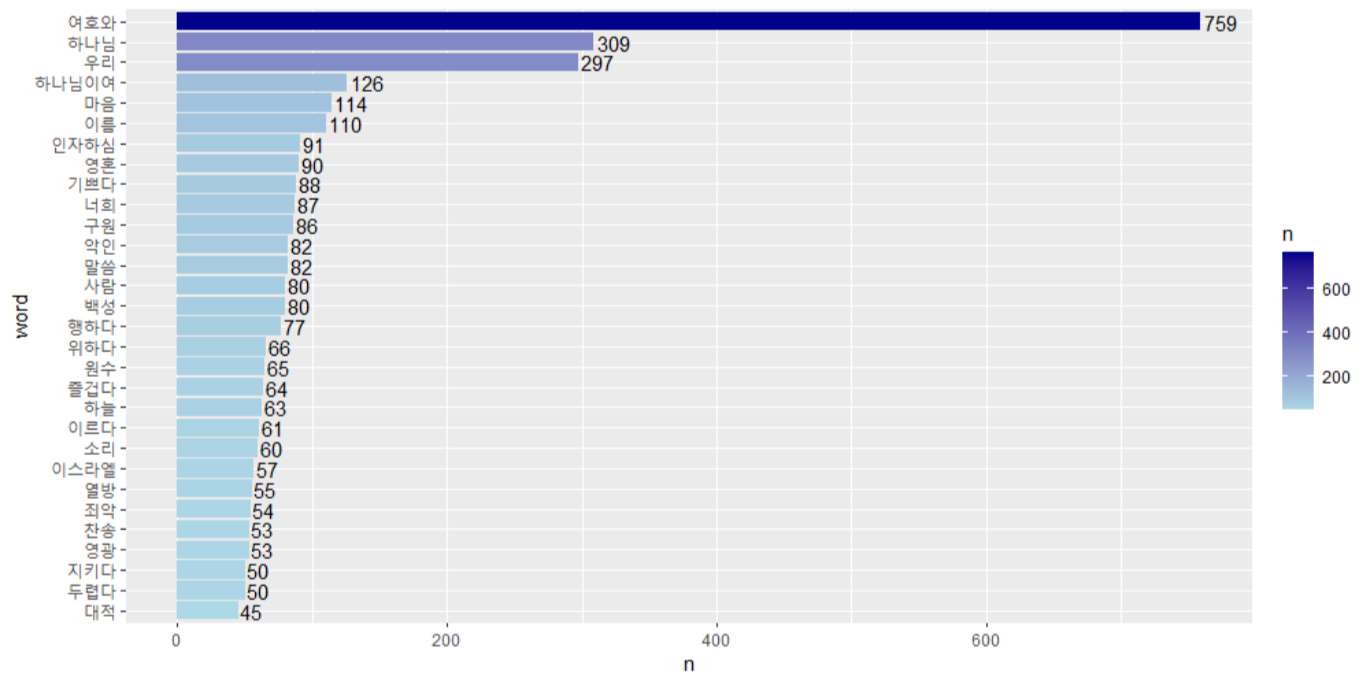 여호와 759
하나님 309
우리 297
하나님이여 126
마음 114
이름 110
인자하심 91
영혼 90
기쁘다 88
너희 87
구원 86
악인 82
말씀 82
사람 80
백성 80
행하다 77
위하다 66
원수 65
즐겁다 64
하늘 63
이르다 61
소리 60
이스라엘 57
열방 55
죄악 54
찬송 53
영광 53
지키다 50
두렵다 50
대적 45
word
0 200 400 600
n
n
600
400
200